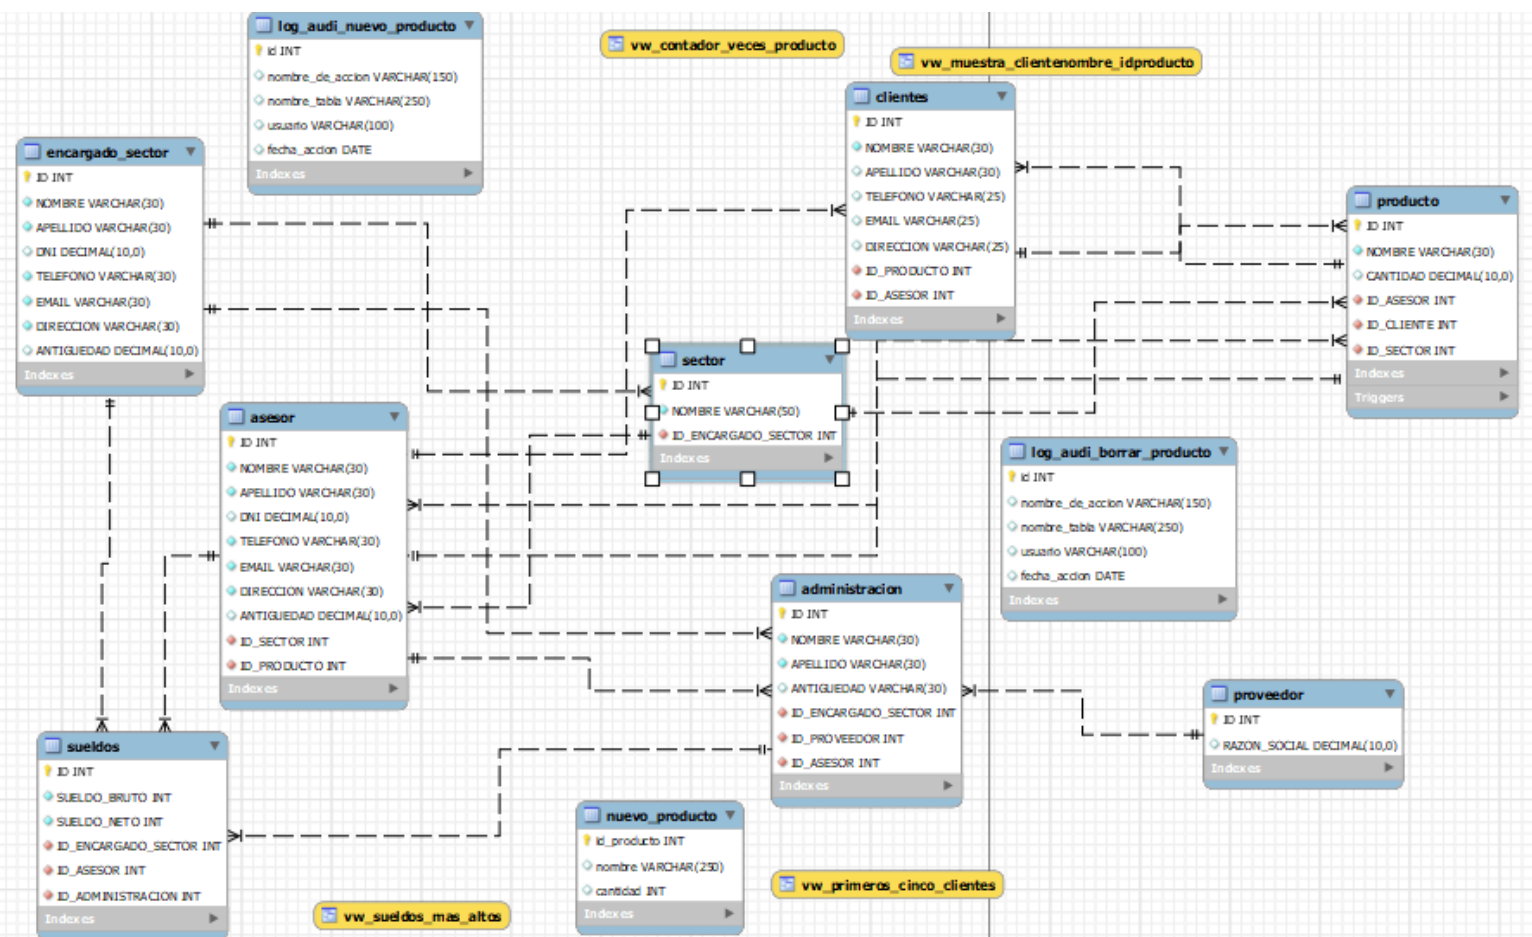 log_audi_nuevo_producto
id INT
nombre_de_accion VARCHAR(150)
nombre_tabla VARCHAR(250)
usuario VARCHAR(100)
fecha_accion DATE
Indexes
vw_contador_veces_producto
vw_muestra_clientenombre_idproducto
clientes
ID INT
NOMBRE VARCHAR(30)
APELLIDO VARCHAR(30)
TELEFONO VARCHAR(25)
EMAIL VARCHAR(25)
DIRECCION VARCHAR(25)
ID_PRODUCTO INT
ID_ASESOR INT
Indexes
encargado_sector
ID INT
NOMBRE VARCHAR(30)
APELLIDO VARCHAR(30)
DNI DECIMAL(10,0)
TELEFONO VARCHAR(30)
EMAIL VARCHAR(30)
DIRECCION VARCHAR(30)
ANTIGUEDAD DECIMAL(10,0)
Indexes
producto
ID INT
NOMBRE VARCHAR(30)
CANTIDAD DECIMAL(10,0)
ID_ASESOR INT
ID_CLIENTE INT
ID_SECTOR INT
Indexes
Triggers
sector
ID INT
NOMBRE VARCHAR(50)
ID_ENCARGADO_SECTOR INT
Indexes
asesor
ID INT
NOMBRE VARCHAR(30)
APELLIDO VARCHAR(30)
DNI DECIMAL(10,0)
TELEFONO VARCHAR(30)
EMAIL VARCHAR(30)
DIRECCION VARCHAR(30)
ANTIGUEDAD DECIMAL(10,0)
ID_SECTOR INT
ID_PRODUCTO INT
Indexes
log_audi_borrar_producto
id INT
nombre_de_accion VARCHAR(150)
nombre_tabla VARCHAR(250)
usuario VARCHAR(100)
fecha_accion DATE
Indexes
administracion
ID INT
NOMBRE VARCHAR(30)
APELLIDO VARCHAR(30)
ANTIGUEDAD VARCHAR(30)
ID_ENCARGADO_SECTOR INT
ID_PROVEEDOR INT
ID_ASESOR INT
Indexes
proveedor
ID INT
RAZON_SOCIAL DECIMAL(10,0)
Indexes
sueldos
ID INT
SUELDO_BRUTO INT
SUELDO_NETO INT
ID_ENCARGADO_SECTOR INT
ID_ASESOR INT
ID_ADMINISTRACION INT
Indexes
nuevo_producto
id_producto INT
nombre VARCHAR(250)
cantidad INT
Indexes
vw_primeros_cinco_clientes
vw_sueldos_mas_altos